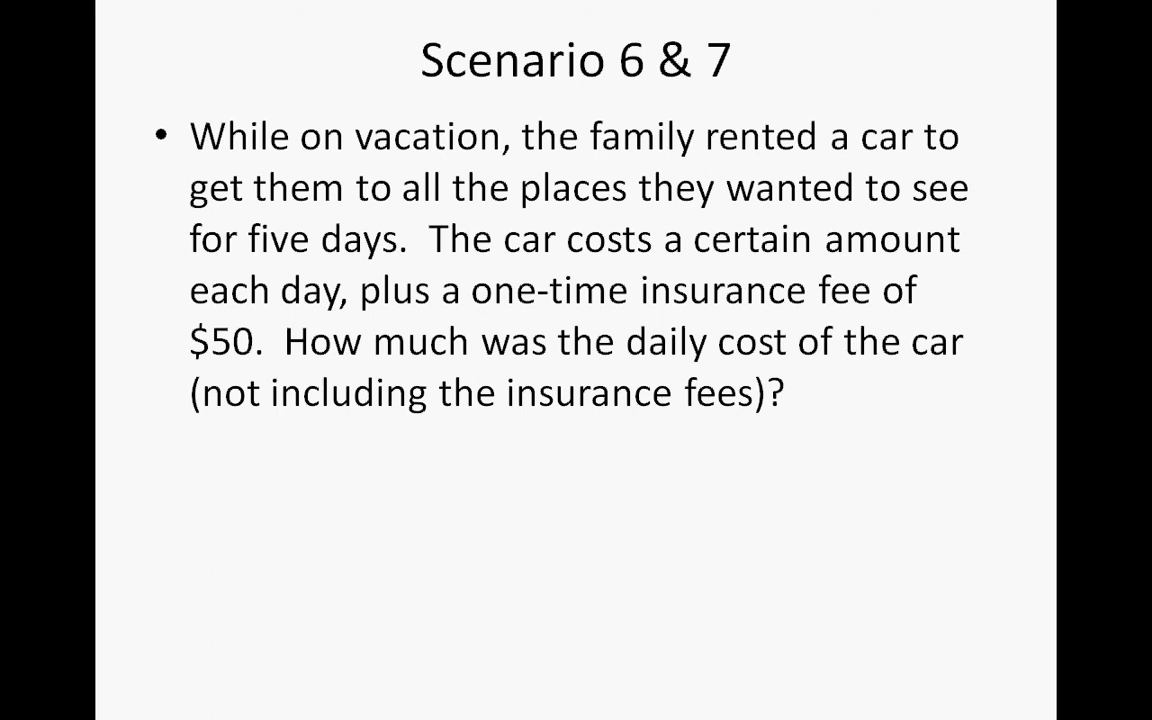 Scenario 6 & 7
• While on vacation, the family rented a car to
get them to all the places they wanted to see
for five days.  The car costs a certain amount
each day, plus a one-time insurance fee of
$50.  How much was the daily cost of the car
(not including the insurance fees)?